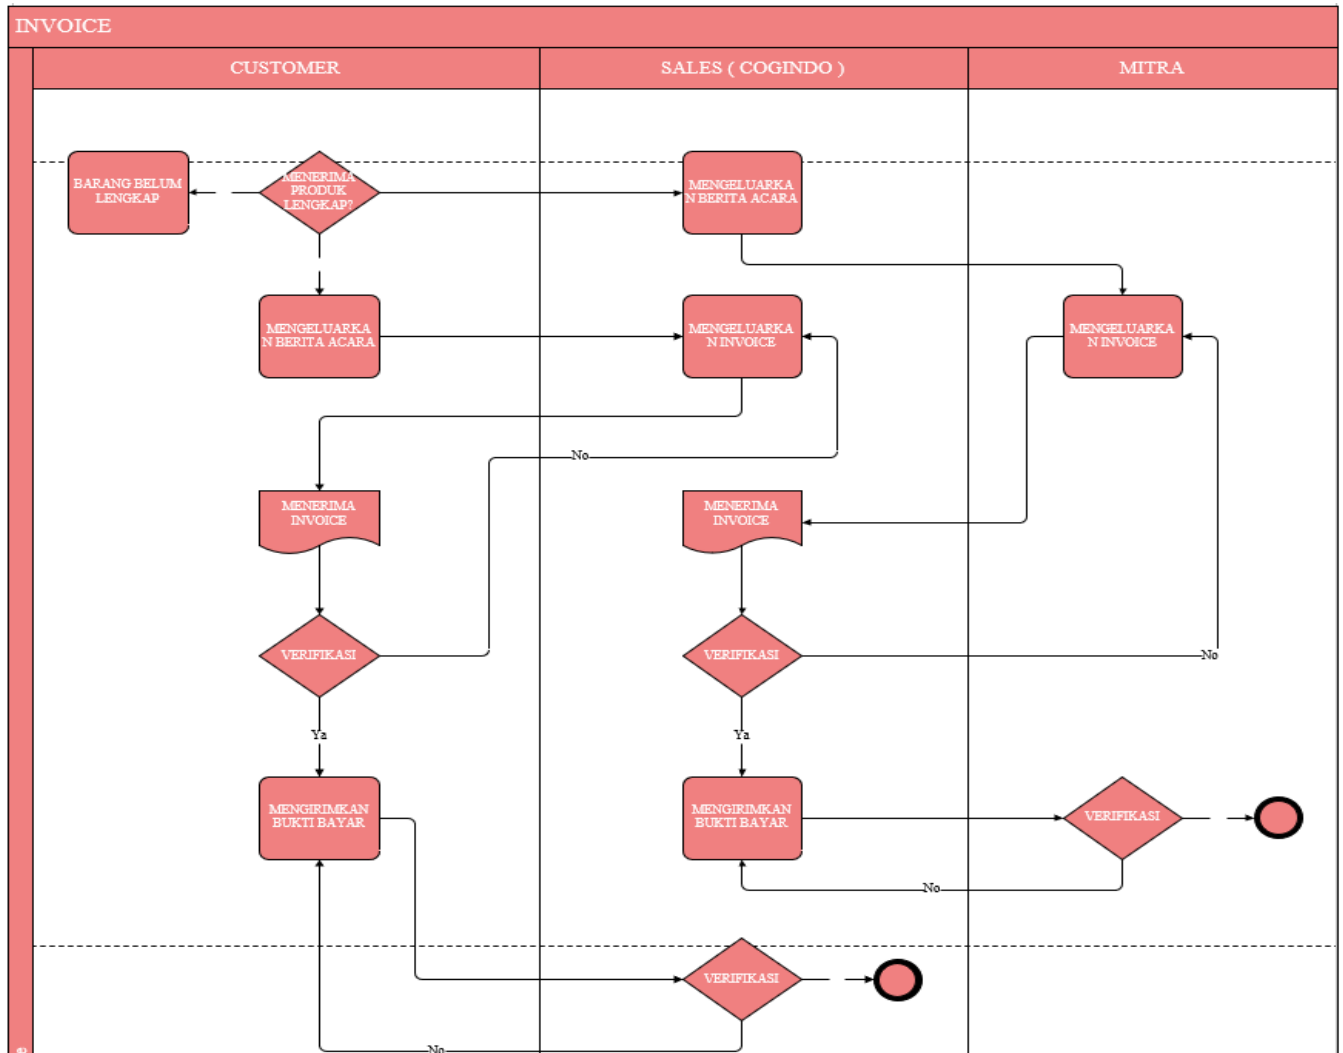 INVOICE
CUSTOMER
SALES ( COGINDO )
MITRA
BARANG BELUM
LENGKAP
MENERIMA
PRODUK
LENGKAP?
MENGELUARKA
N BERITA ACARA
MENGELUARKA
N BERITA ACARA
MENGELUARKA
N INVOICE
MENGELUARKA
N INVOICE
No
MENERIMA
INVOICE
MENERIMA
INVOICE
VERIFIKASI
VERIFIKASI
No
Ya
Ya
MENGIRIMKAN
BUKTI BAYAR
MENGIRIMKAN
BUKTI BAYAR
VERIFIKASI
No
VERIFIKASI
No